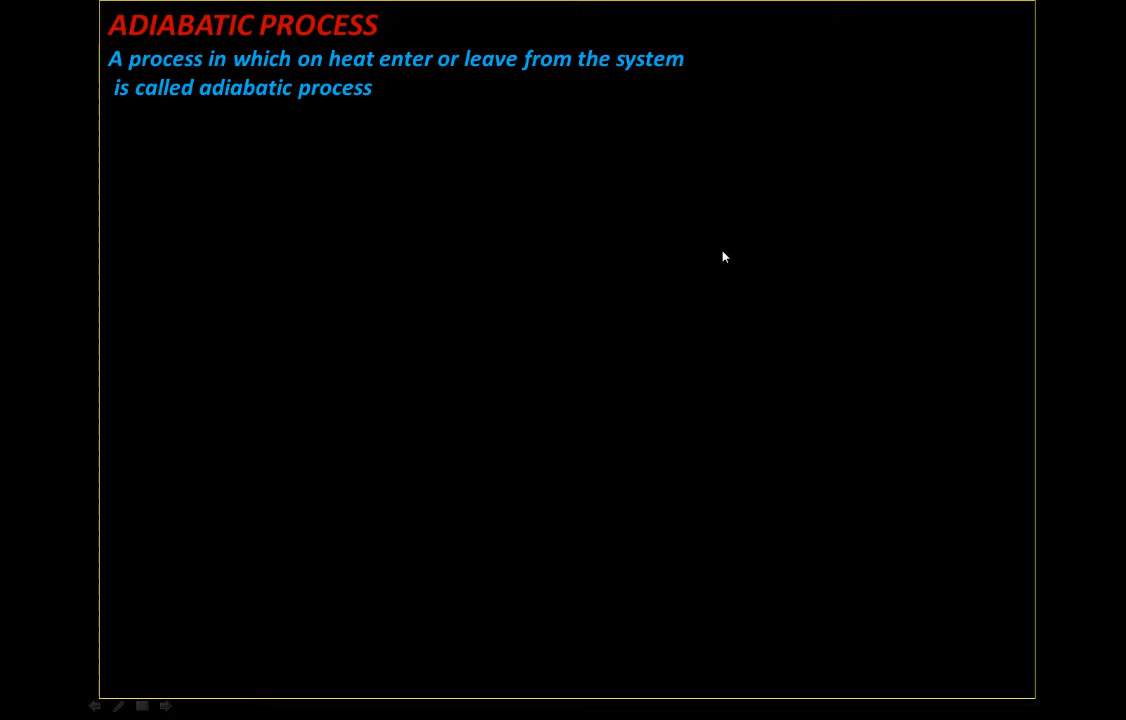 ADIABATIC PROCESS
A process in which on heat enter or leave from the system
is called adiabatic process